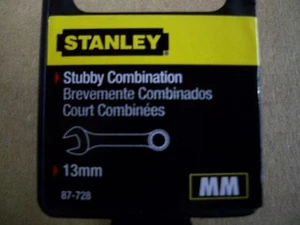 STANLEY
Stubby Combination
Brevemente Combinados
Court Combinées
13mm
87-728
MM